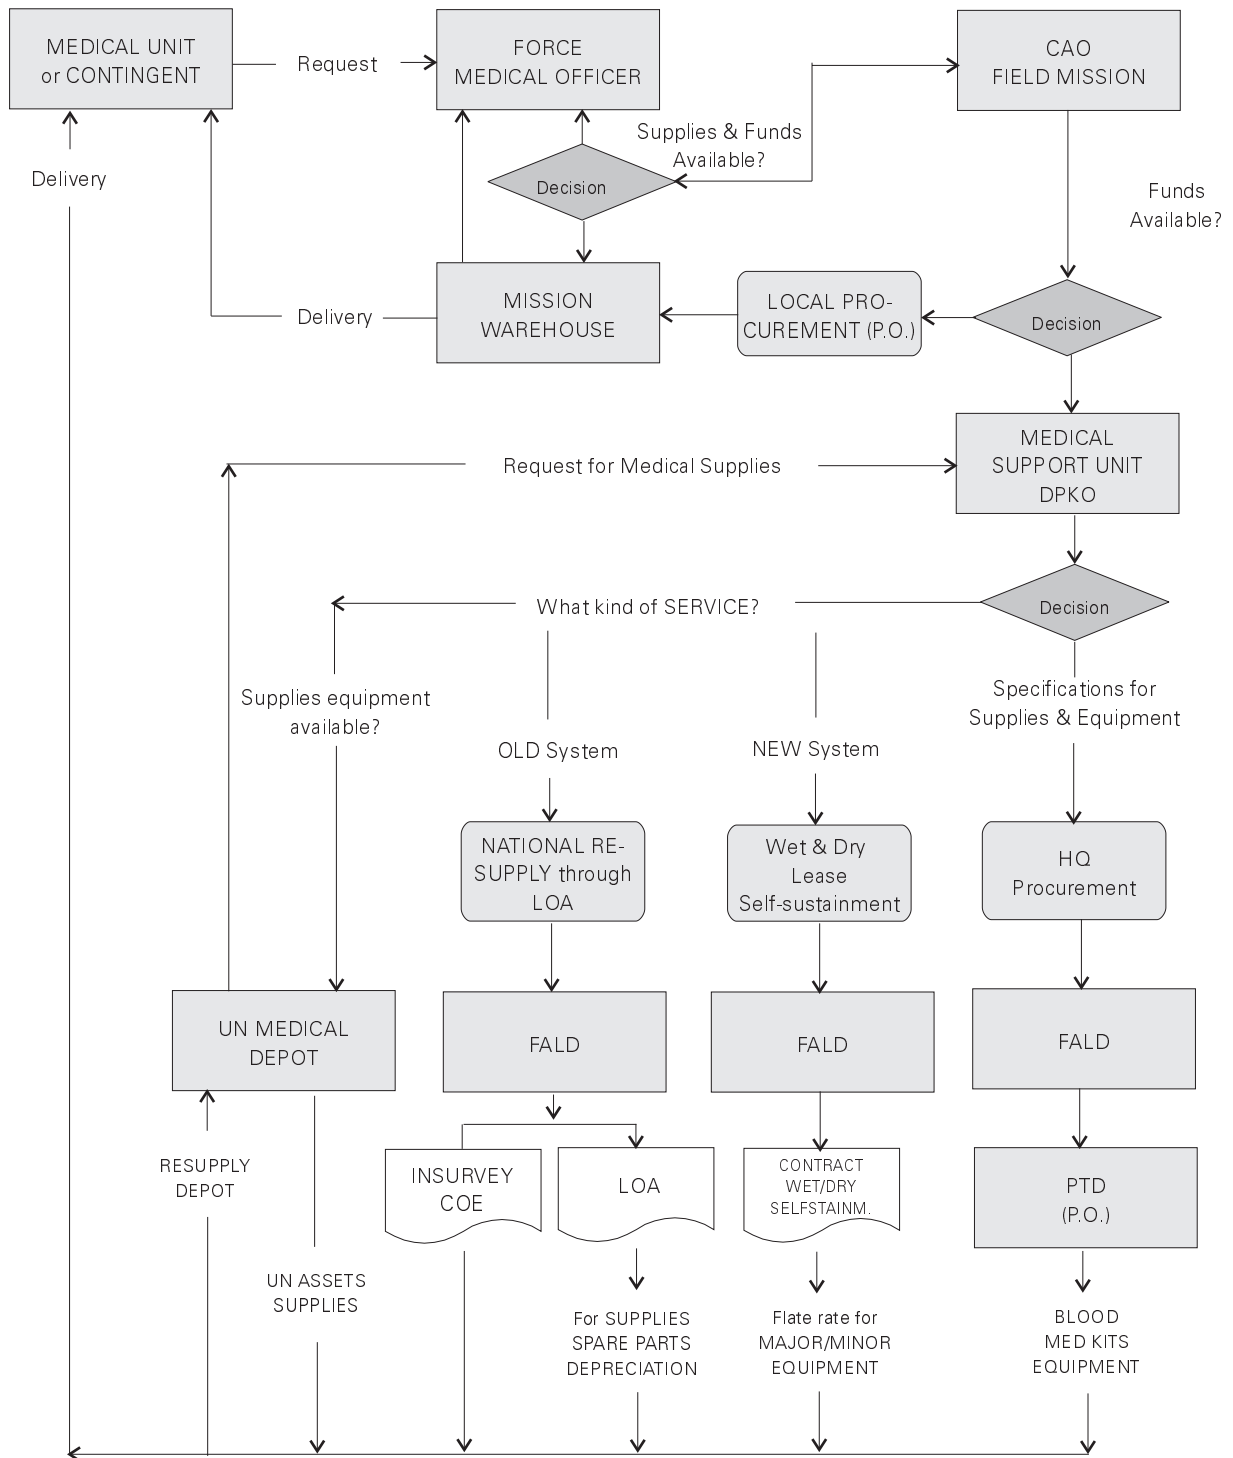 MEDICAL UNIT
or CONTINGENT
Request
FORCE
MEDICAL OFFICER
CAO
FIELD MISSION
Supplies & Funds
Available?
Delivery
Decision
Funds
Available?
MISSION
WAREHOUSE
Delivery
LOCAL PRO-
CUREMENT (P.O.)
Decision
MEDICAL
SUPPORT UNIT
DPKO
Request for Medical Supplies
What kind of SERVICE?
Decision
Supplies equipment
available?
OLD System
NEW System
Specifications for
Supplies & Equipment
NATIONAL RE-
SUPPLY through
LOA
Wet & Dry
Lease
Self-sustainment
HQ
Procurement
UN MEDICAL
DEPOT
FALD
FALD
FALD
RESUPPLY
DEPOT
INSURVEY
COE
LOA
CONTRACT
WET/DRY
SELFSTAINM.
PTD
(P.O.)
UN ASSETS
SUPPLIES
For SUPPLIES
SPARE PARTS
DEPRECIATION
Flate rate for
MAJOR/MINOR
EQUIPMENT
BLOOD
MED KITS
EQUIPMENT